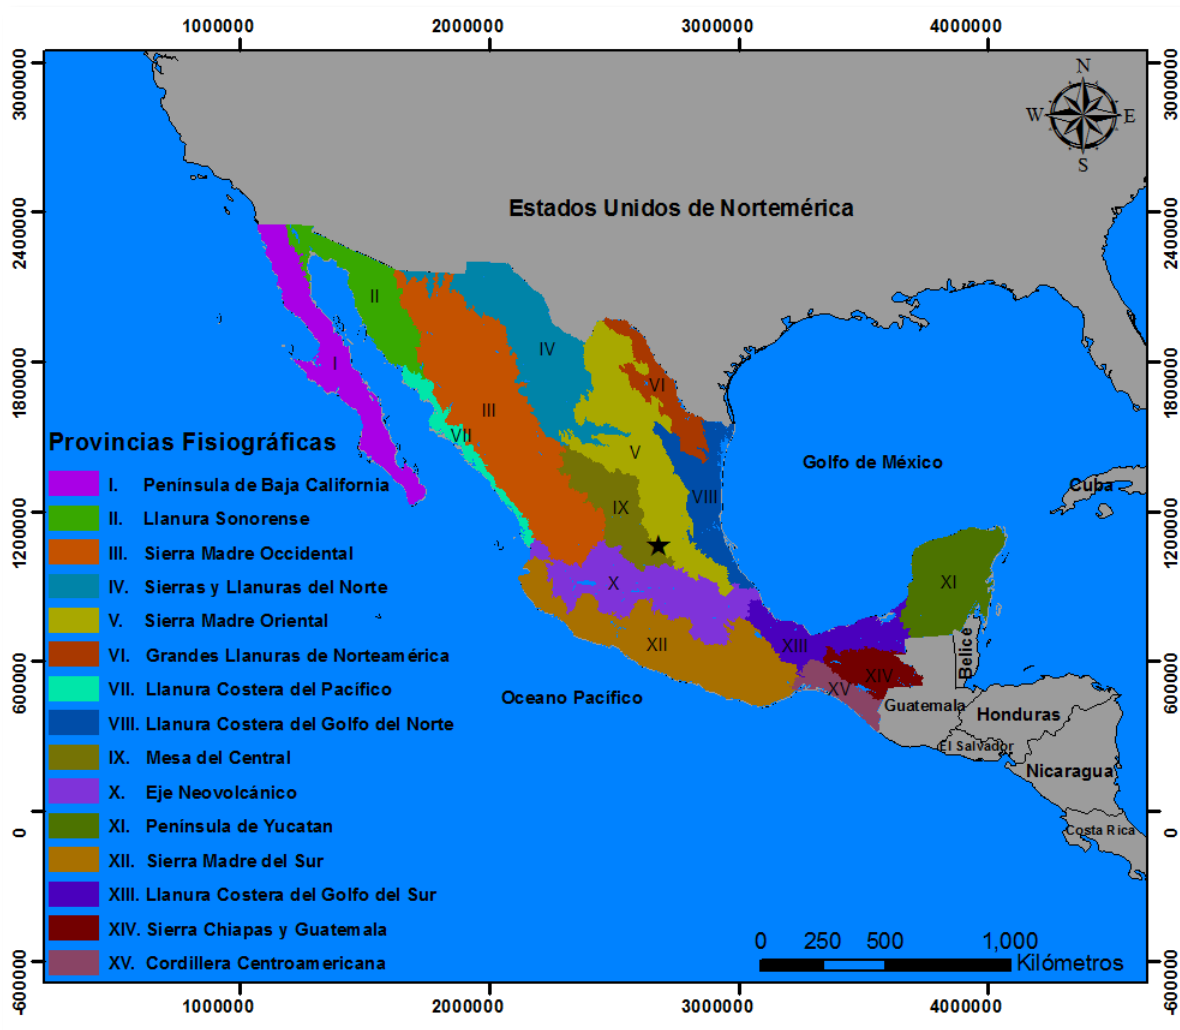 1000000 2000000 3000000 4000000
3000000 3000000
N
W E
S
Estados Unidos de Nortemérica
2400000 2400000
II
IV
I
1800000 1800000
VI
III
VII
V
Golfo de México
Provincias Fisiográficas
Cuba
I. Península de Baja California
VIII
II. Llanura Sonorense
IX
1200000 1200000
III. Sierra Madre Occidental
X
XI
IV. Sierras y Llanuras del Norte
V. Sierra Madre Oriental
XII
XIII
Belice
VI. Grandes Llanuras de Norteamérica
XIV
600000 600000
XV
VII. Llanura Costera del Pacífico
Oceano Pacífico
Guatemala
VIII. Llanura Costera del Golfo del Norte
Honduras
El Salvador
IX. Mesa del Central
Nicaragua
X. Eje Neovolcánico
XI. Península de Yucatan
0 0
Costa Rica
XII. Sierra Madre del Sur
XIII. Llanura Costera del Golfo del Sur
XIV. Sierra Chiapas y Guatemala
0 250 500 1,000
XV. Cordillera Centroamericana
Kilómetros
-600000 -600000
1000000 2000000 3000000 4000000